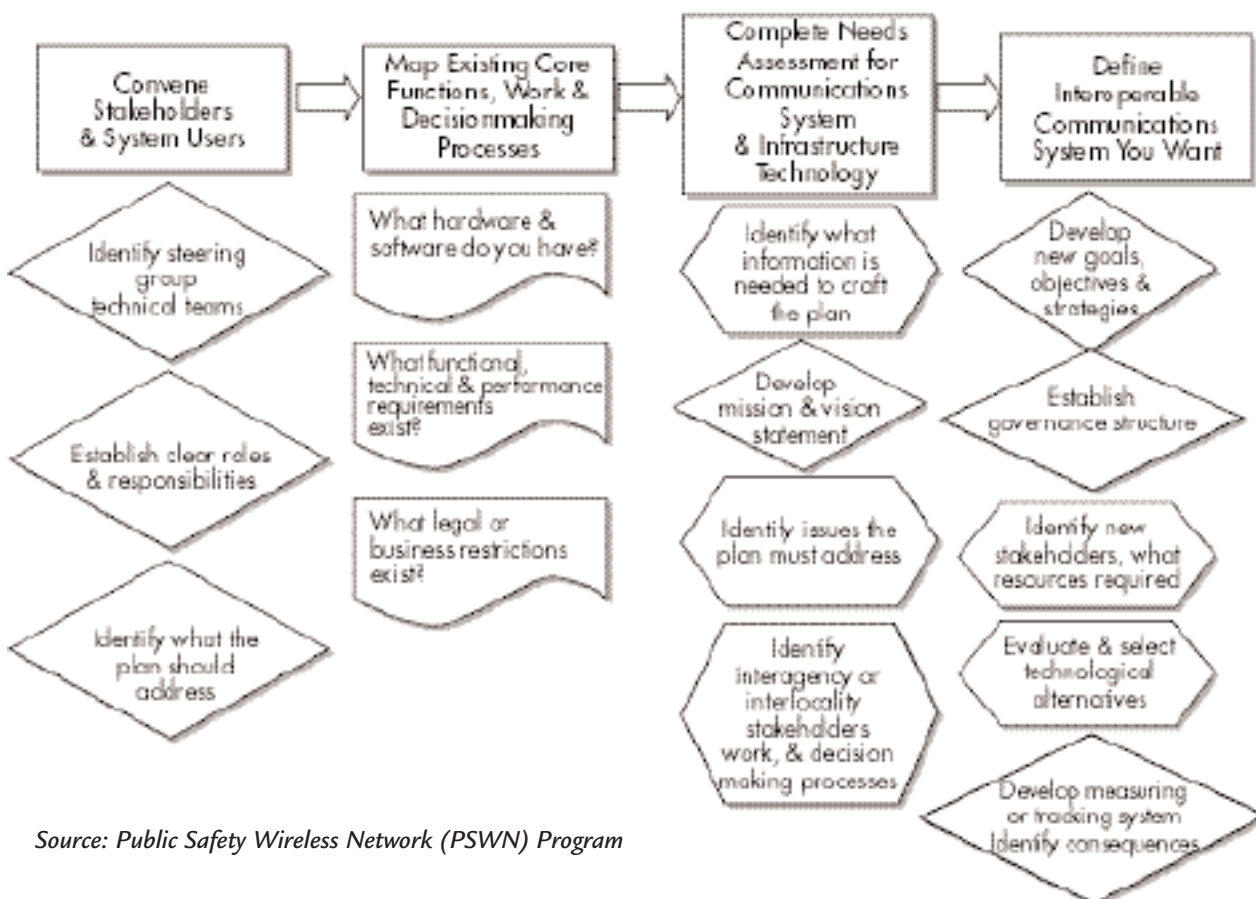 Convene
Stakeholders
& System Users
Map Existing Core
Functions, Work &
Decisionmaking
Processes
Complete Needs
Assessment for
Communications
System
& Infrastructure
Technology
Define
Interoperable
Communications
System You Want
Identify steering
group
technical teams
Establish clear roles
& responsibilities
Identify what the
plan should
address
What hardware &
software do you have?
What functional,
technical & performance
requirements
exist?
What legal or
business restrictions
exist?
Identify what
information is
needed to craft
the plan
Develop
mission & vision
statement
Identify issues the
plan must address
Identify
interagency or
interlocality
stakeholders
work, & decision
making processes
Develop
new goals,
objectives &
strategies
Establish
governance structure
Identify new
stakeholders, what
resources required
Evaluate & select
technological
alternatives
Develop measuring
or tracking system
Identify consequences
Source: Public Safety Wireless Network (PSWN) Program